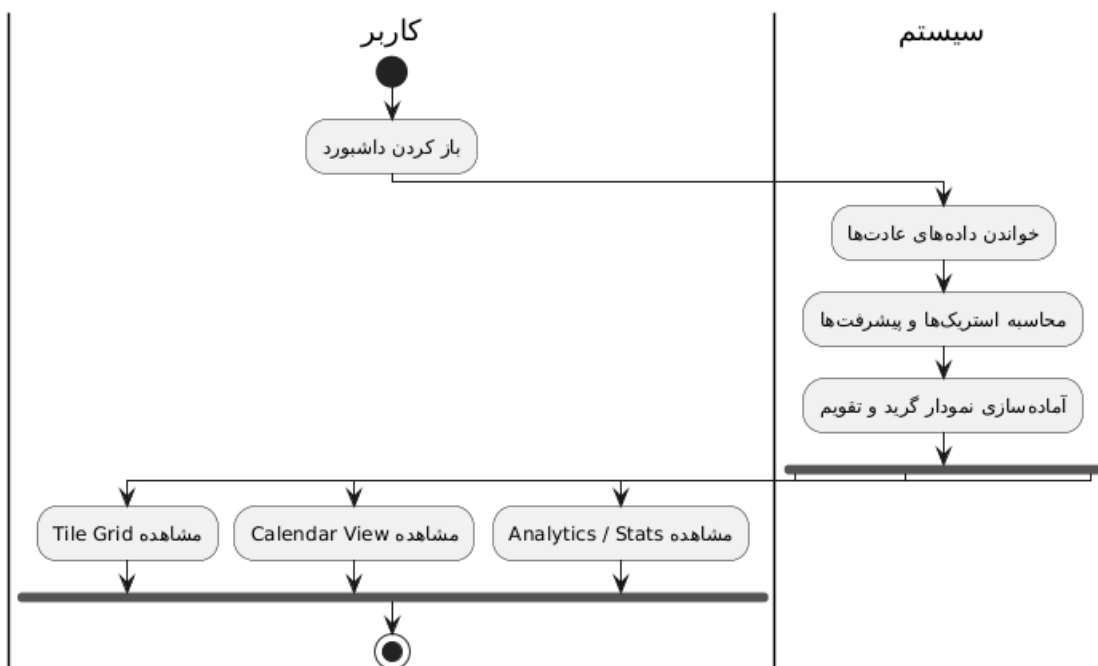 کاربر
سیستم
باز کردن داشبورد
خواندن داده‌های عادت‌ها
محاسبه استریک‌ها و پیشرفت‌ها
آماده‌سازی نمودار گرید و تقویم
مشاهده Tile Grid
مشاهده Calendar View
مشاهده Analytics / Stats